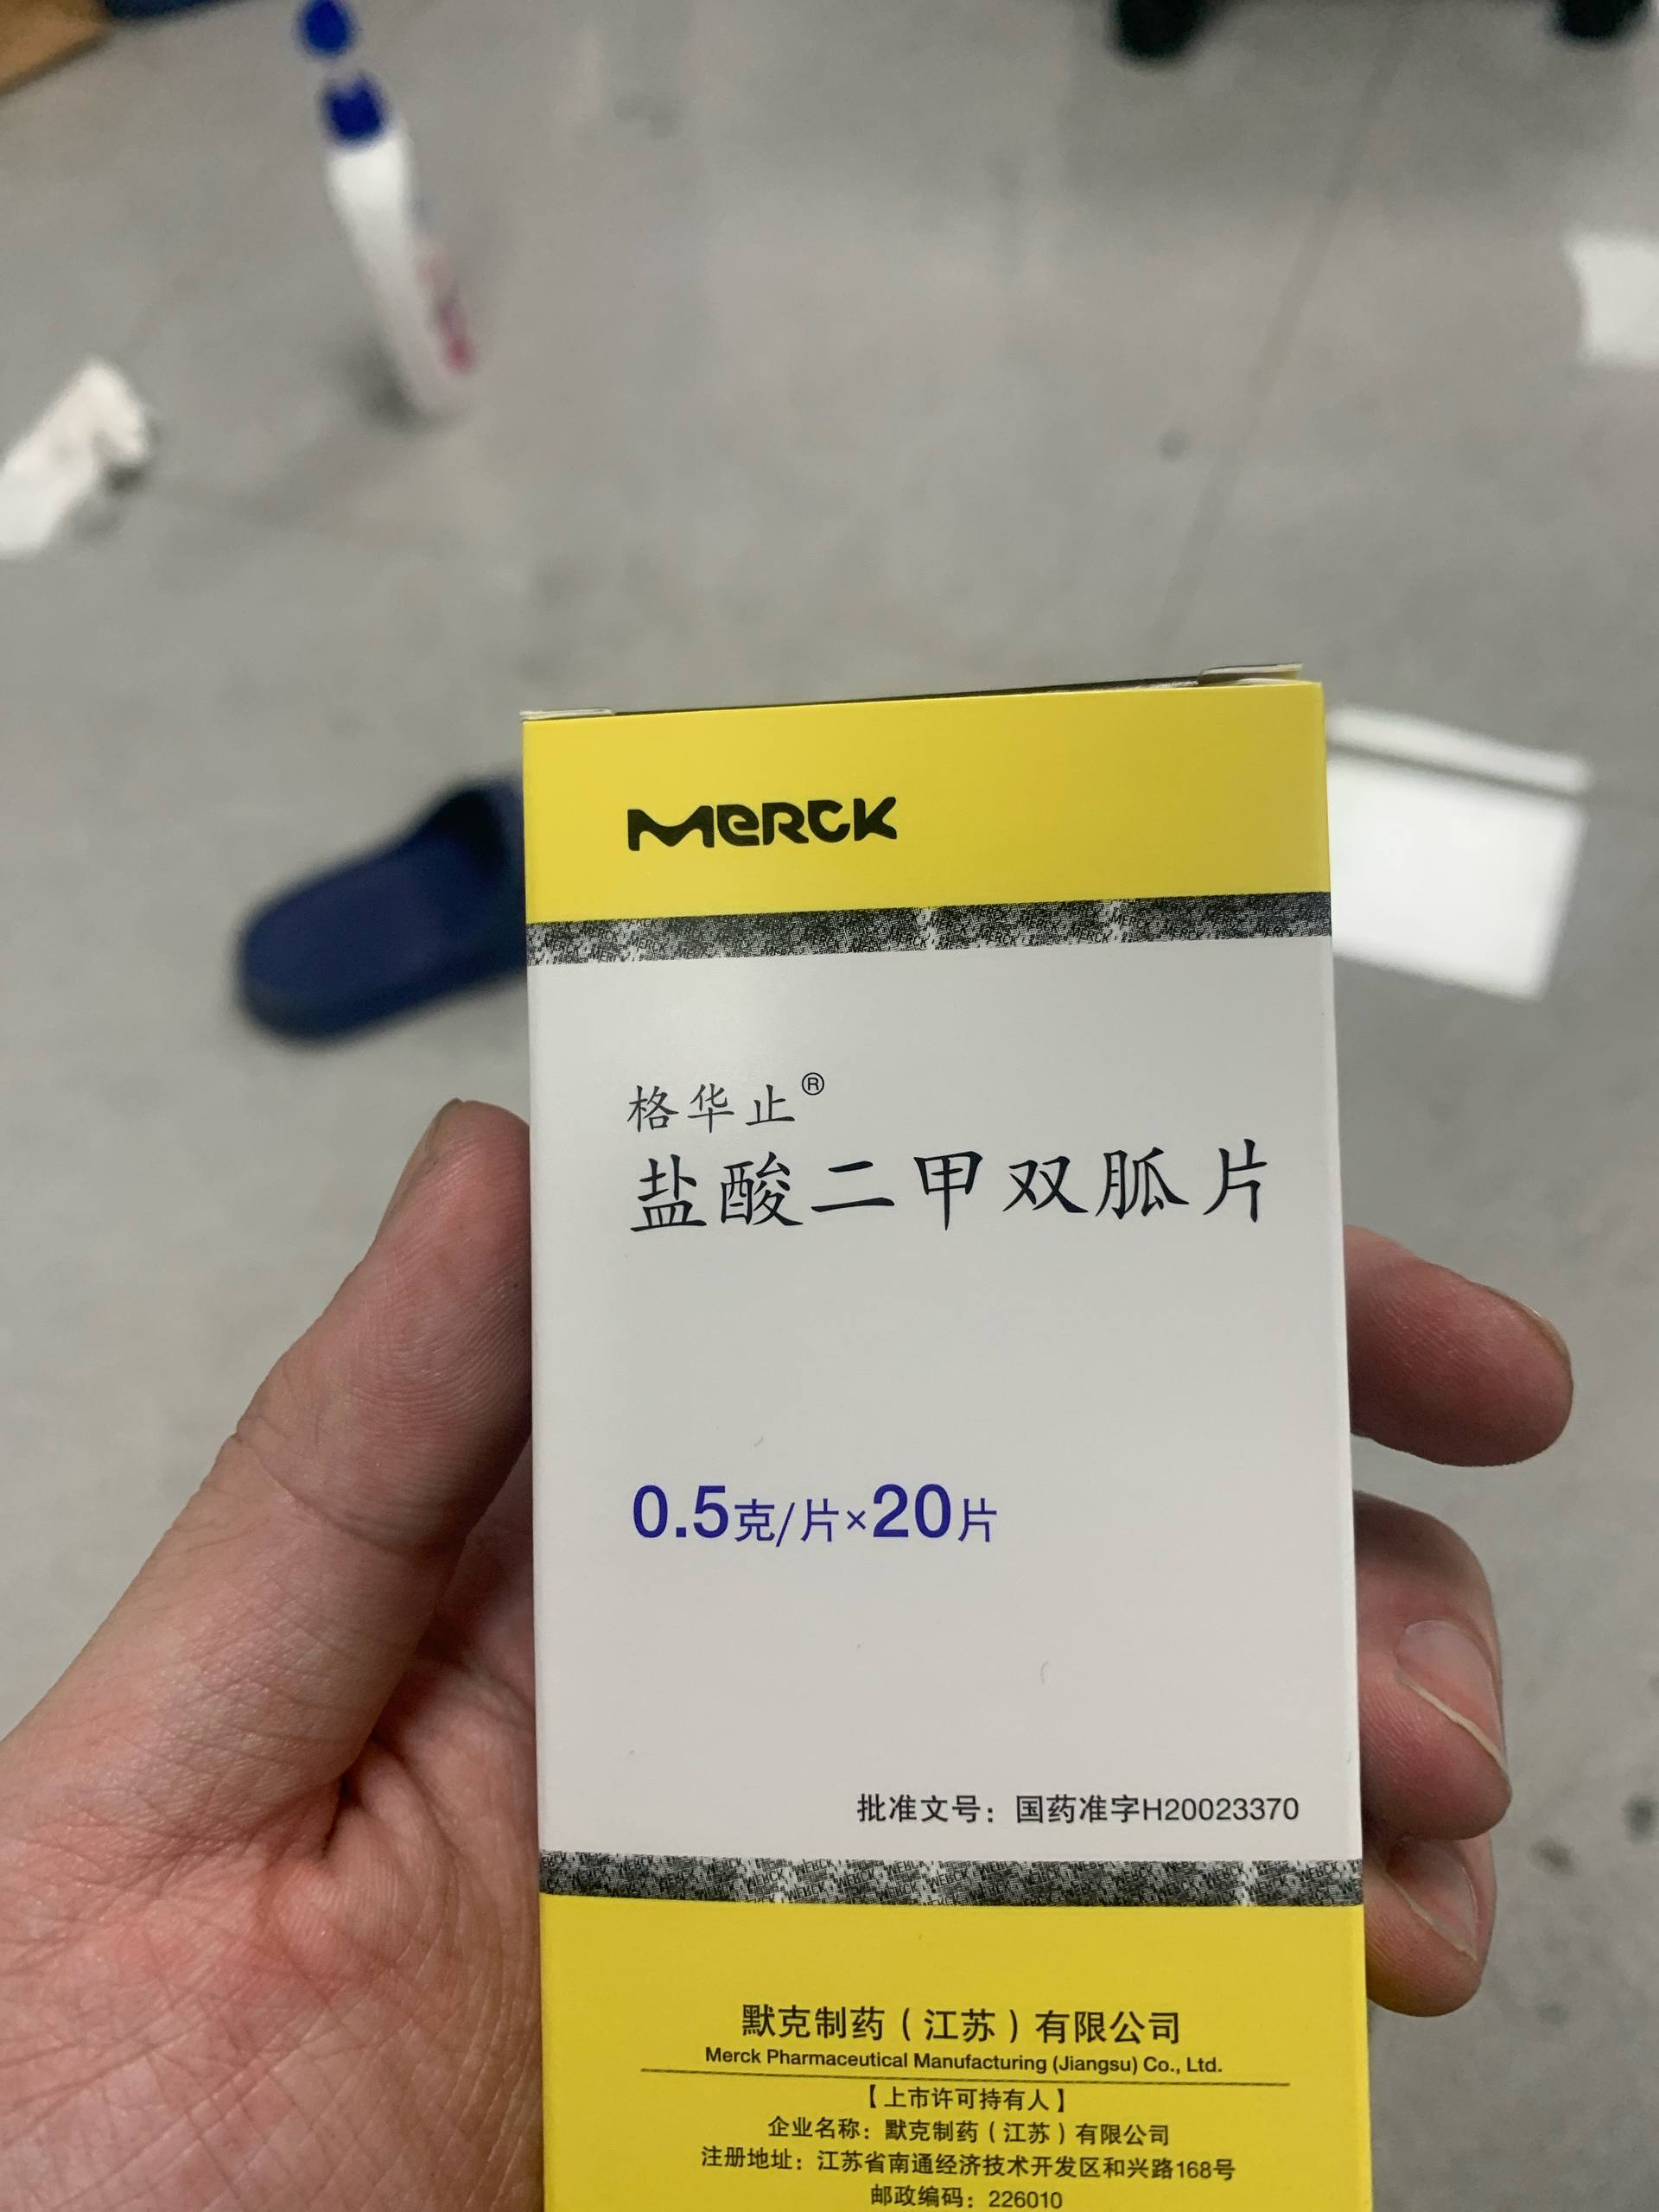 MERCK
格华止®
盐酸二甲双胍片
0.5克/片×20片
批准文号：国药准字H20023370
默克制药（江苏）有限公司
Merck Pharmaceutical Manufacturing (Jiangsu) Co., Ltd.
【上市许可持有人】
企业名称：默克制药（江苏）有限公司
注册地址：江苏省南通经济技术开发区和兴路168号
邮政编码：226010